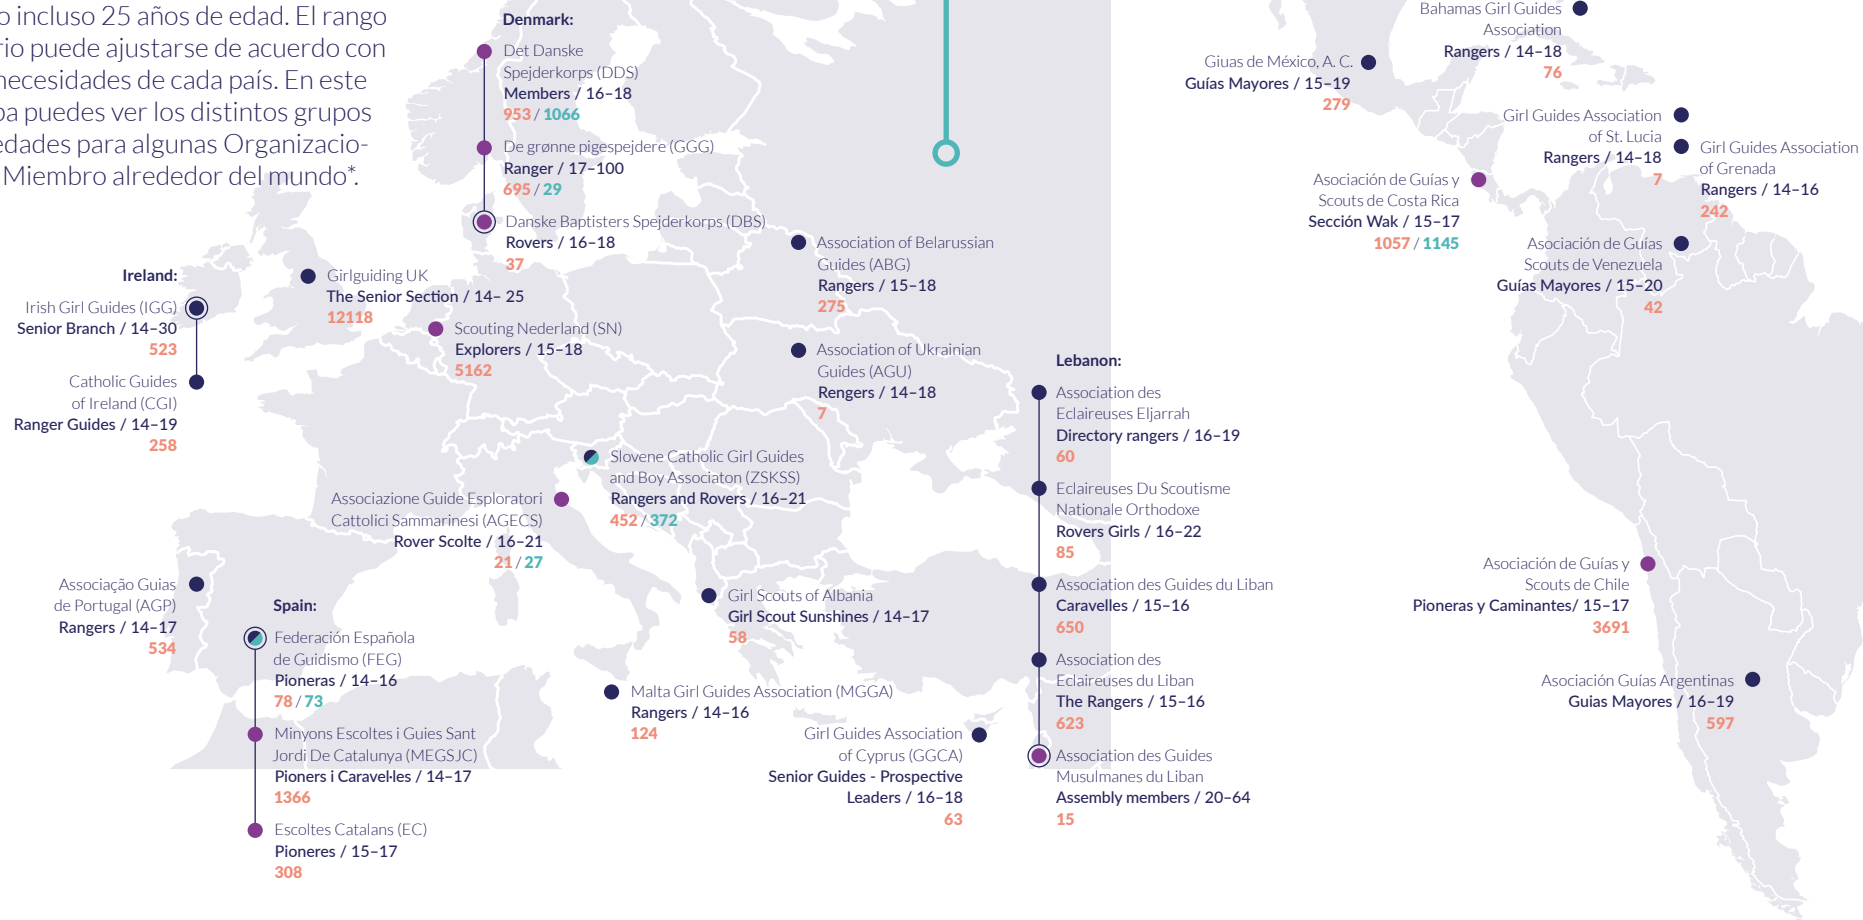 o incluso 25 años de edad. El rango
rio puede ajustarse de acuerdo con
necesidades de cada país. En este
pa puedes ver los distintos grupos
edades para algunas Organizacio-
Miembro alrededor del mundo*.
Denmark:
Det Danske
Spejderkorps (DDS)
Members / 16–18
953 / 1066
De grønne pigespejdere (GGG)
Ranger / 17–100
695 / 29
Danske Baptisters Spejderkorps (DBS)
Rovers / 16–18
37
Ireland:
Irish Girl Guides (IGG)
Senior Branch / 14–30
523
Catholic Guides
of Ireland (CGI)
Ranger Guides / 14–19
258
Girlguiding UK
The Senior Section / 14– 25
12118
Scouting Nederland (SN)
Explorers / 15–18
5162
Association of Belarussian
Guides (ABG)
Rangers / 15–18
275
Association of Ukrainian
Guides (AGU)
Rengers / 14–18
7
Slovene Catholic Girl Guides
and Boy Associaton (ZSKSS)
Rangers and Rovers / 16–21
452 / 372
Associazione Guide Esploratori
Cattolici Sammarinesi (AGECS)
Rover Scolte / 16–21
21 / 27
Associação Guias
de Portugal (AGP)
Rangers / 14–17
534
Spain:
Federación Española
de Guidismo (FEG)
Pioneras / 14–16
78 / 73
Minyons Escoltes i Guies Sant
Jordi De Catalunya (MEGSJC)
Pioners i Caravel·les / 14–17
1366
Escoltes Catalans (EC)
Pioneres / 15–17
308
Girl Scouts of Albania
Girl Scout Sunshines / 14–17
58
Malta Girl Guides Association (MGGA)
Rangers / 14–16
124
Girl Guides Association
of Cyprus (GGCA)
Senior Guides - Prospective
Leaders / 16–18
63
Lebanon:
Association des
Eclaireuses Eljarrah
Directory rangers / 16–19
60
Eclaireuses Du Scoutisme
Nationale Orthodoxe
Rovers Girls / 16–22
85
Association des Guides du Liban
Caravelles / 15–16
650
Association des
Eclaireuses du Liban
The Rangers / 15–16
623
Association des Guides
Musulmanes du Liban
Assembly members / 20–64
15
Bahamas Girl Guides
Association
Rangers / 14–18
76
Giuas de México, A. C.
Guías Mayores / 15–19
279
Girl Guides Association
of St. Lucia
Rangers / 14–18
7
Girl Guides Association
of Grenada
Rangers / 14–16
242
Asociación de Guías y
Scouts de Costa Rica
Sección Wak / 15–17
1057 / 1145
Asociación de Guías
Scouts de Venezuela
Guías Mayores / 15–20
42
Asociación de Guías y
Scouts de Chile
Pioneras y Caminantes/ 15–17
3691
Asociación Guías Argentinas
Guias Mayores / 16–19
597